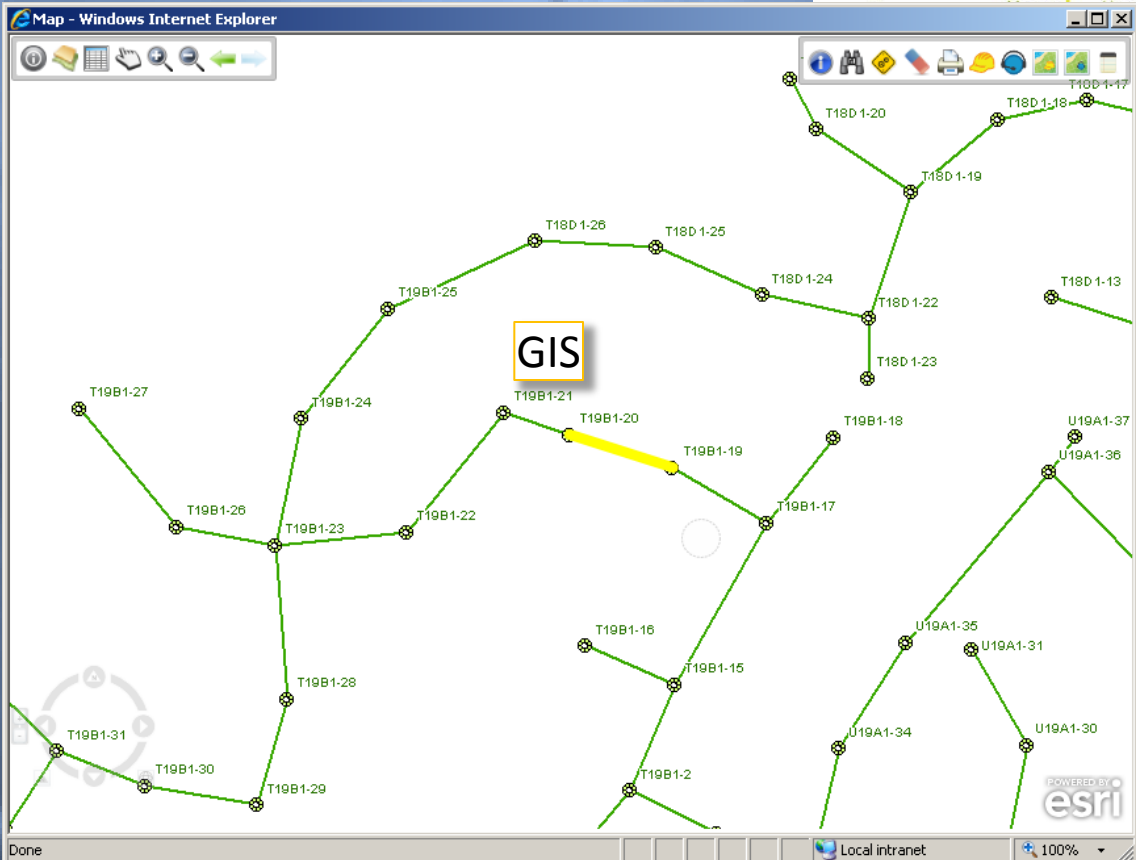 Map - Windows Internet Explorer
T18D1-17
T18D1-18
T18D1-20
T18D1-19
T18D1-26
T18D1-25
T18D1-24
T18D1-13
T19B1-25
T18D1-22
GIS
T18D1-23
T19B1-27
T19B1-24
T19B1-21
T19B1-20
T19B1-18
U19A1-37
T19B1-19
U19A1-36
T19B1-26
T19B1-23
T19B1-22
T19B1-17
T19B1-16
U19A1-35
U19A1-31
T19B1-15
T19B1-28
T19B1-31
U19A1-34
U19A1-30
T19B1-30
T19B1-2
T19B1-29
POWERED BY
esri
Done
Local intranet
100%